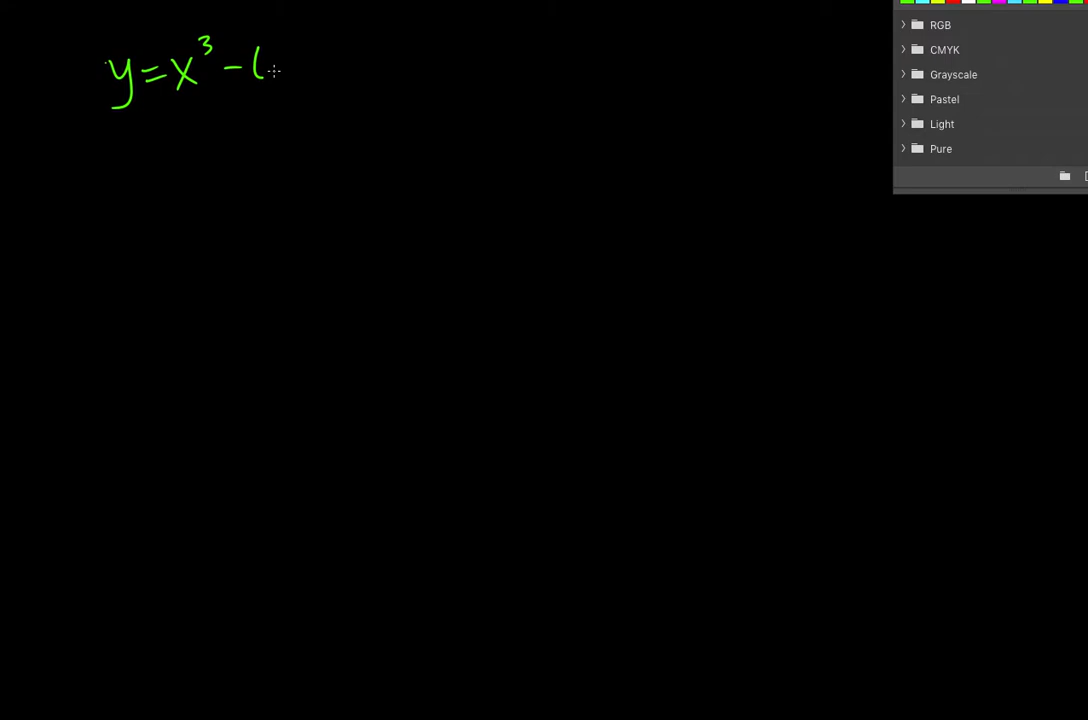 y = x³ - (
RGB
CMYK
Grayscale
Pastel
Light
Pure